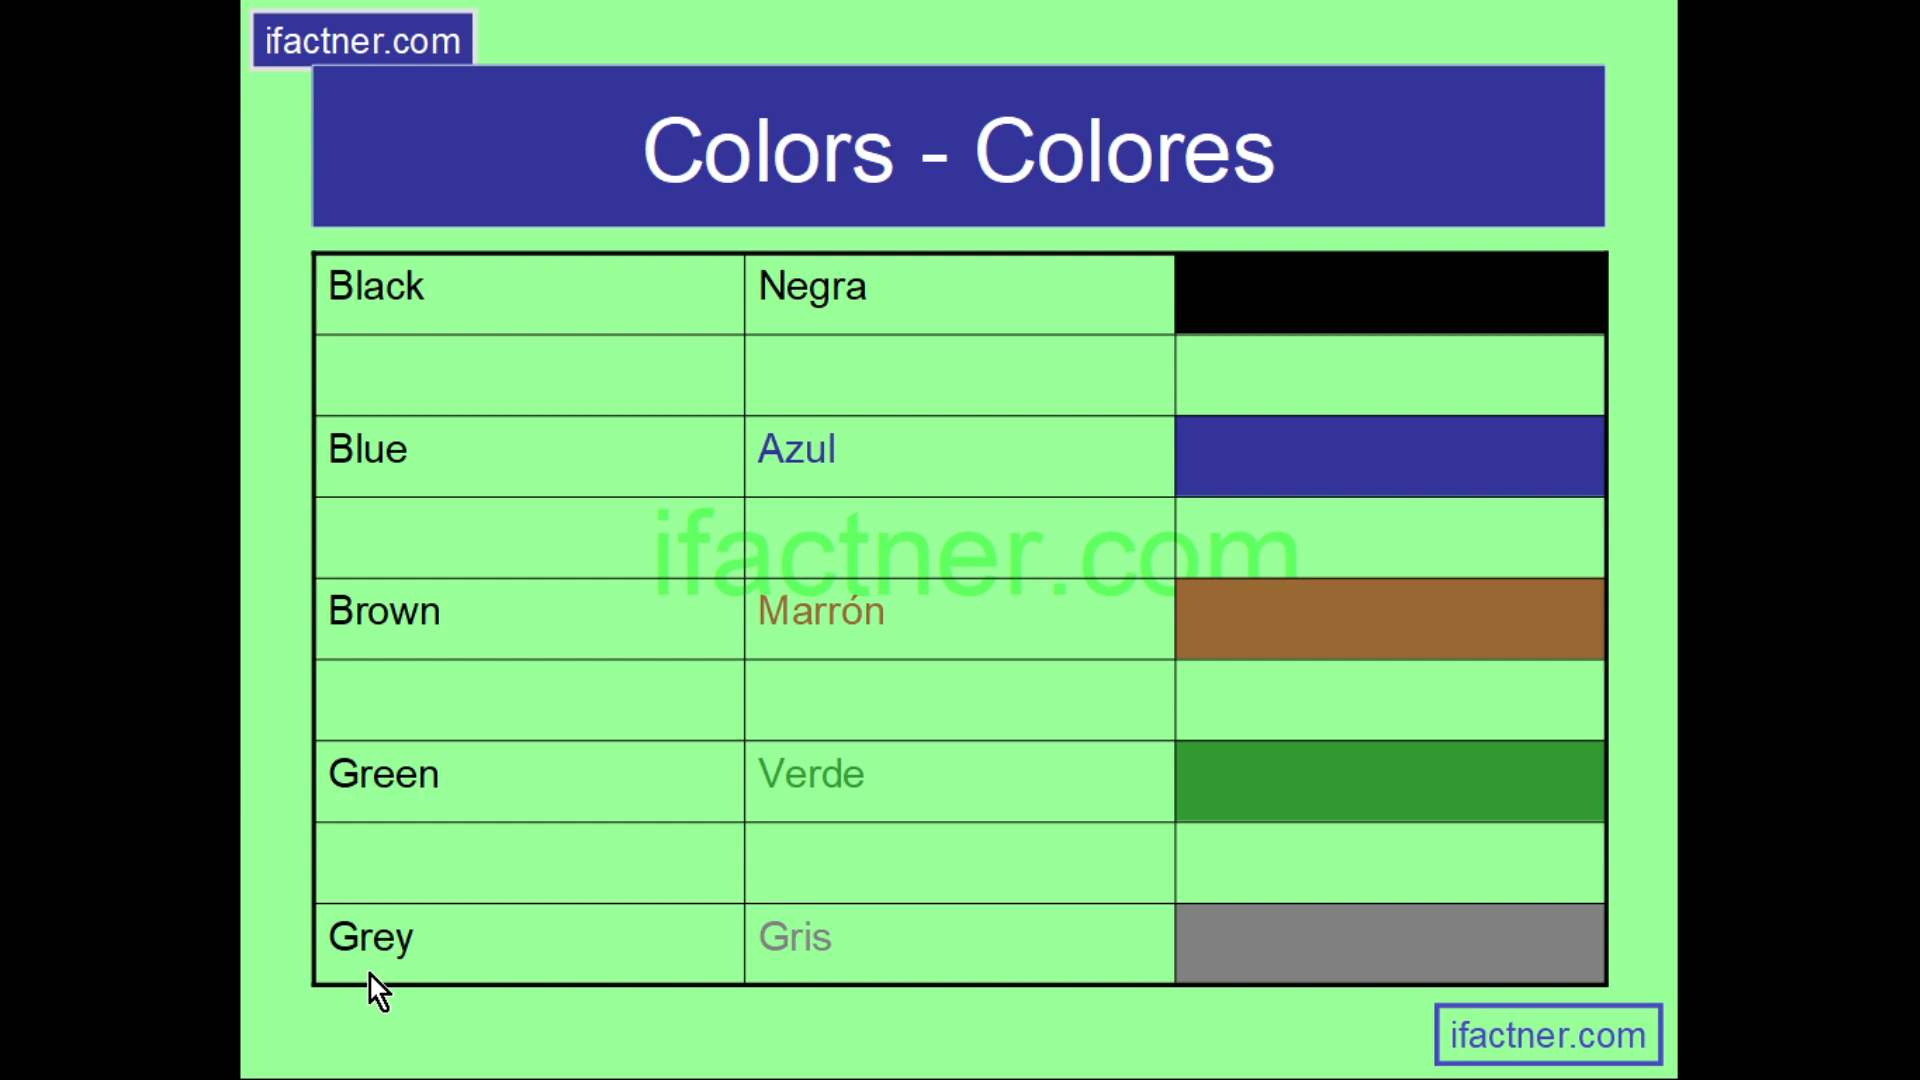 ifactner.com
Colors - Colores
Black Negra
Blue Azul
ifactner.com
Brown Marrón
Green Verde
Grey Gris
ifactner.com